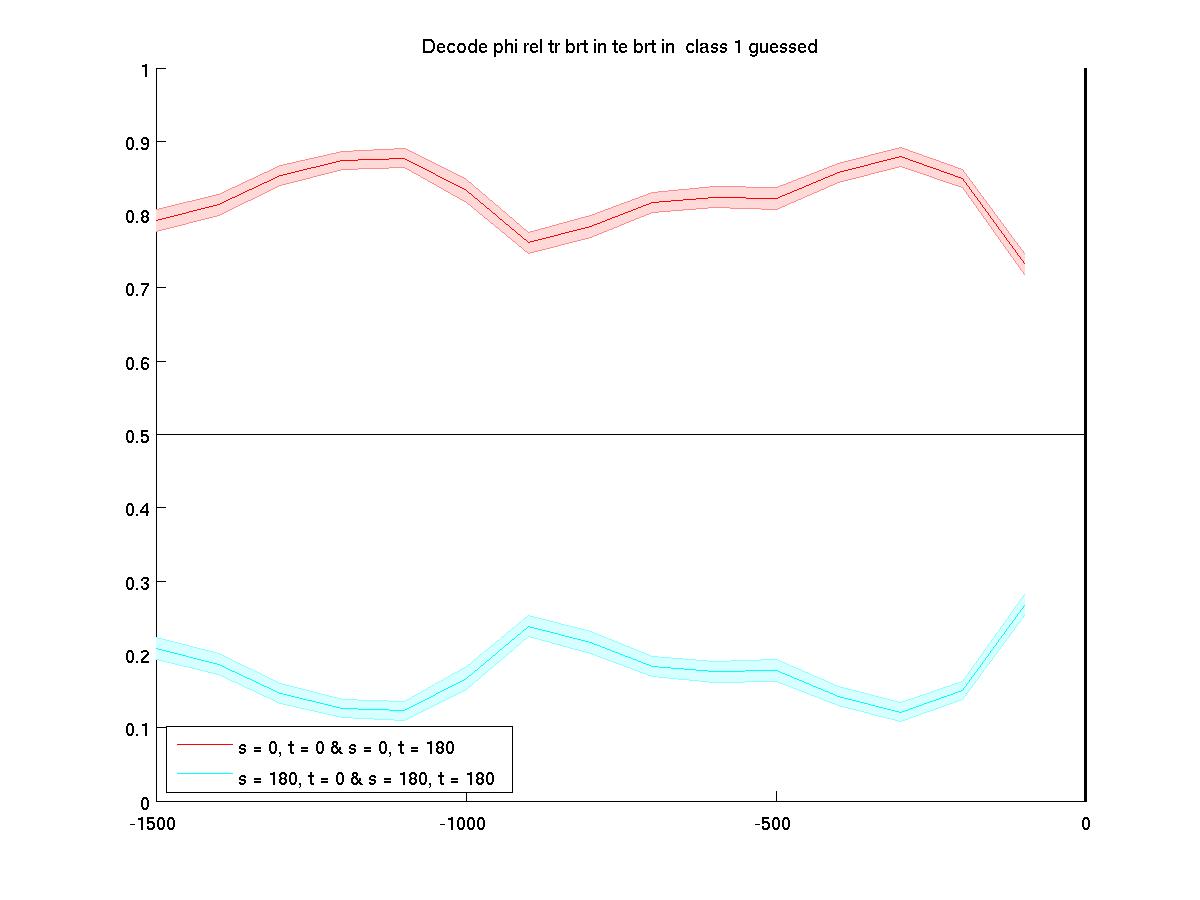 Decode phi rel tr brt in te brt in  class 1 guessed
1
0.9
0.8
0.7
0.6
0.5
0.4
0.3
0.2
0.1
0
s = 0, t = 0 & s = 0, t = 180
s = 180, t = 0 & s = 180, t = 180
-1500 -1000 -500 0